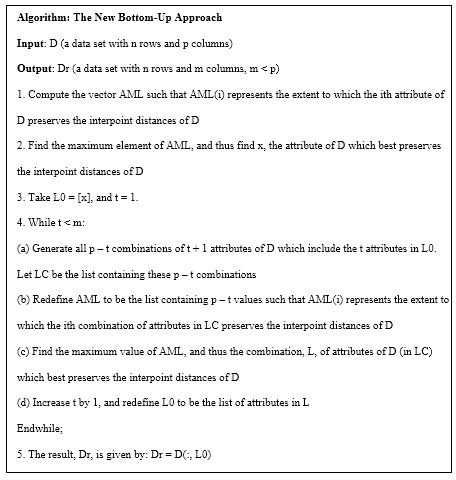 Algorithm: The New Bottom-Up Approach
Input: D (a data set with n rows and p columns)
Output: Dr (a data set with n rows and m columns, m < p)
1. Compute the vector AML such that AML(i) represents the extent to which the ith attribute of
D preserves the interpoint distances of D
2. Find the maximum element of AML, and thus find x, the attribute of D which best preserves
the interpoint distances of D
3. Take L0 = [x], and t = 1.
4. While t < m:
(a) Generate all p – t combinations of t + 1 attributes of D which include the t attributes in L0.
Let LC be the list containing these p – t combinations
(b) Redefine AML to be the list containing p – t values such that AML(i) represents the extent to
which the ith combination of attributes in LC preserves the interpoint distances of D
(c) Find the maximum value of AML, and thus the combination, L, of attributes of D (in LC)
which best preserves the interpoint distances of D
(d) Increase t by 1, and redefine L0 to be the list of attributes in L
Endwhile;
5. The result, Dr, is given by: Dr = D(:, L0)